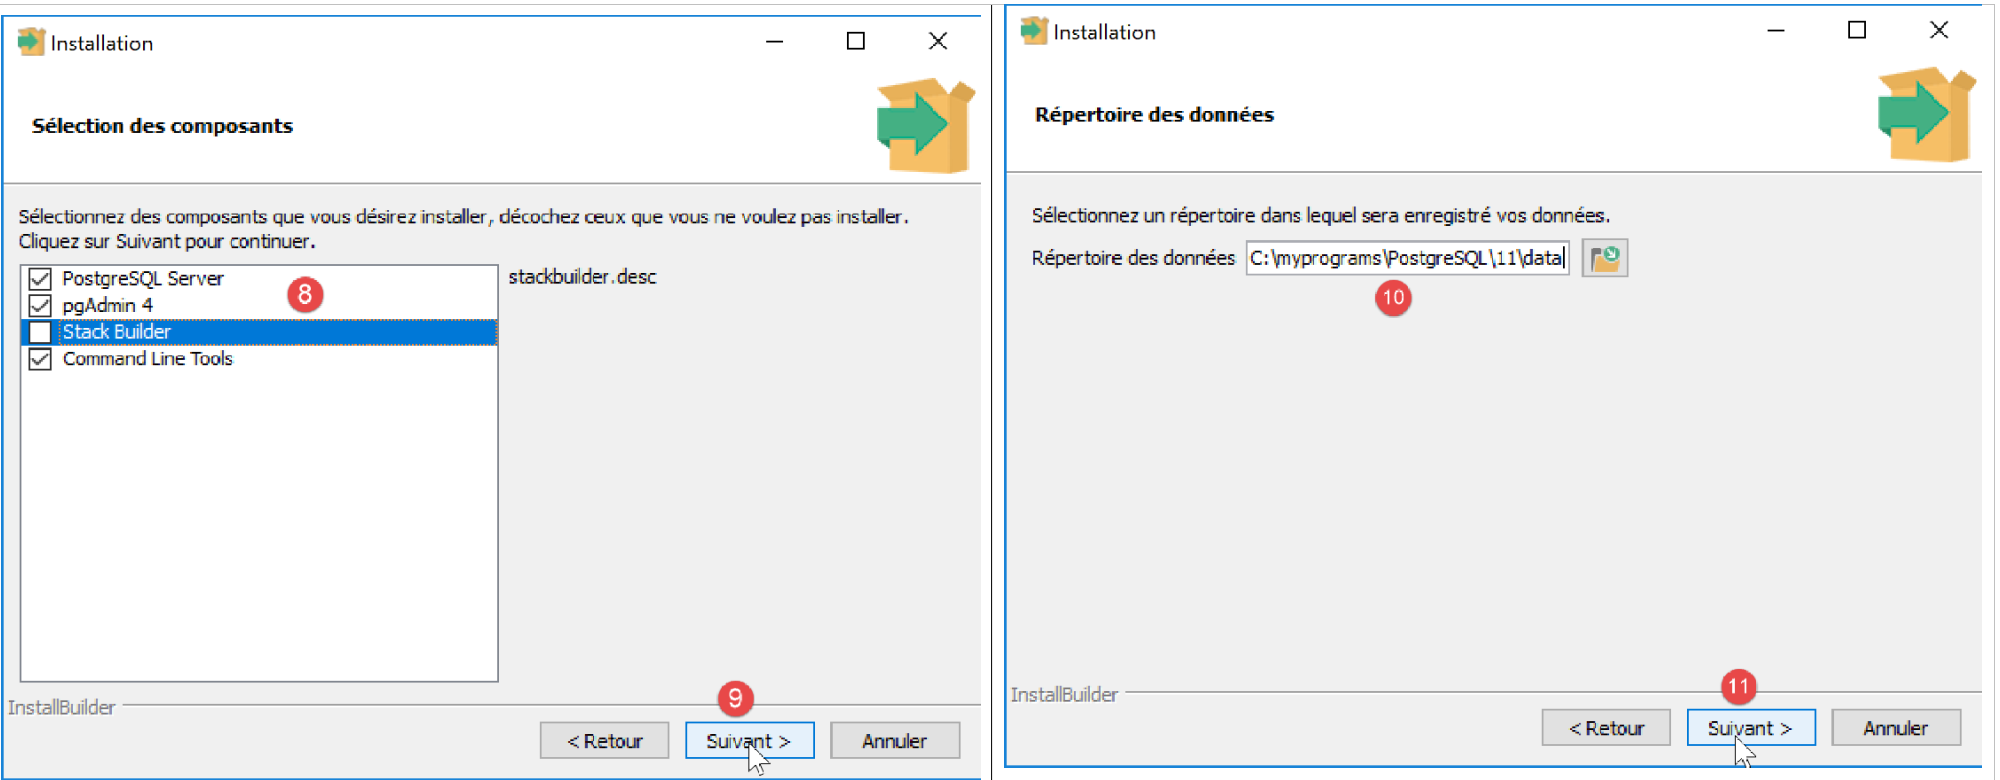 Installation
Sélection des composants
Sélectionnez des composants que vous désirez installer, décochez ceux que vous ne voulez pas installer.
Cliquez sur Suivant pour continuer.
PostgreSQL Server
8
pgAdmin 4
Stack Builder
Command Line Tools
stackbuilder.desc
InstallBuilder
9
< Retour
Suivant >
Annuler
Installation
Répertoire des données
Sélectionnez un répertoire dans lequel sera enregistré vos données.
Répertoire des données C:\myprograms\PostgreSQL\11\data
10
InstallBuilder
11
< Retour
Suivant >
Annuler